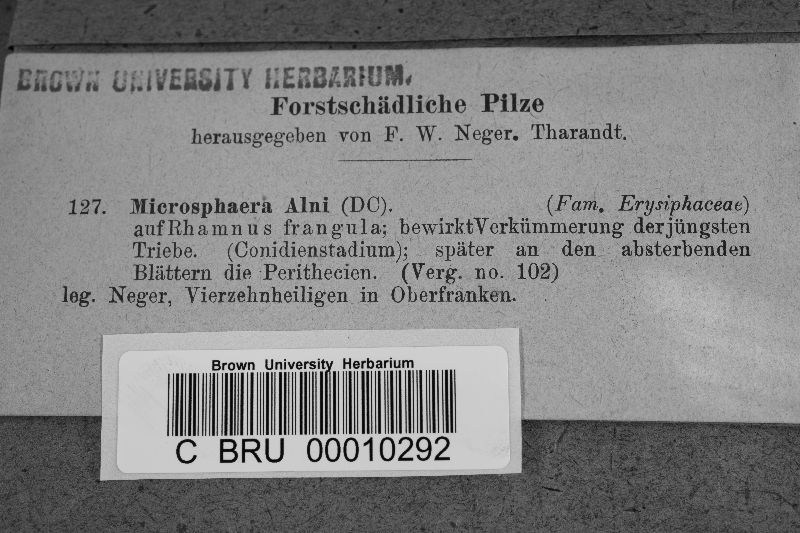 BROWN UNIVERSITY HERBARIUM.
Forstschädliche Pilze
herausgegeben von F. W. Neger. Tharandt.
127. Microsphaera Alni (DC). (Fam. Erysiphaceae)
auf Rhamnus frangula; bewirkt Verkümmerung der jüngsten
Triebe. (Conidienstadium); später an den absterbenden
Blättern die Perithecien. (Verg. no. 102)
leg. Neger, Vierzehnheiligen in Oberfranken.
Brown University Herbarium
C BRU 00010292